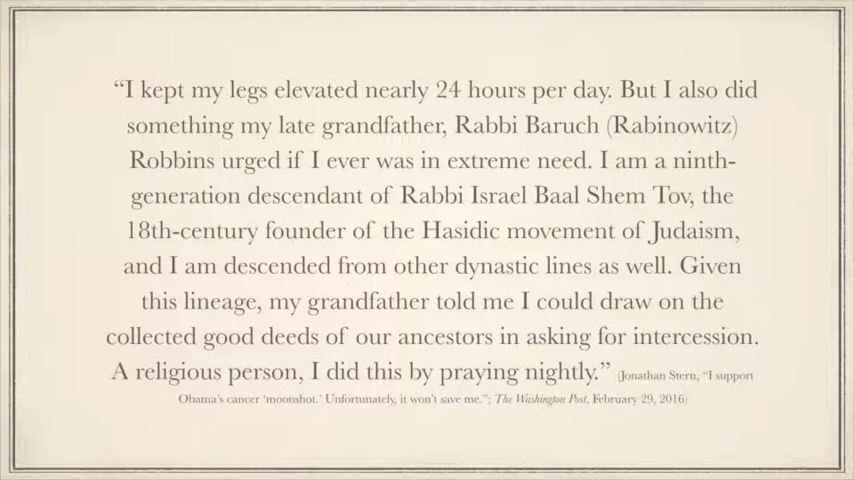 “I kept my legs elevated nearly 24 hours per day. But I also did
something my late grandfather, Rabbi Baruch (Rabinowitz)
Robbins urged if I ever was in extreme need. I am a ninth-
generation descendant of Rabbi Israel Baal Shem Tov, the
18th-century founder of the Hasidic movement of Judaism,
and I am descended from other dynastic lines as well. Given
this lineage, my grandfather told me I could draw on the
collected good deeds of our ancestors in asking for intercession.
A religious person, I did this by praying nightly.” (Jonathan Stern, “I support
Obama’s cancer ‘moonshot.’ Unfortunately, it won’t save me.”; The Washington Post, February 29, 2016)